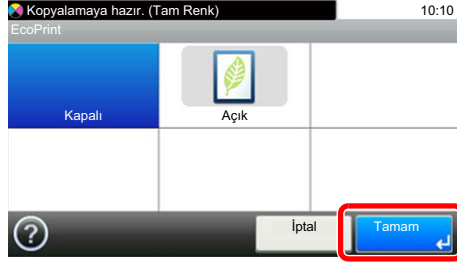 Kopyalamaya hazır. (Tam Renk) 10:10
EcoPrint
Kapalı Açık
? İptal Tamam